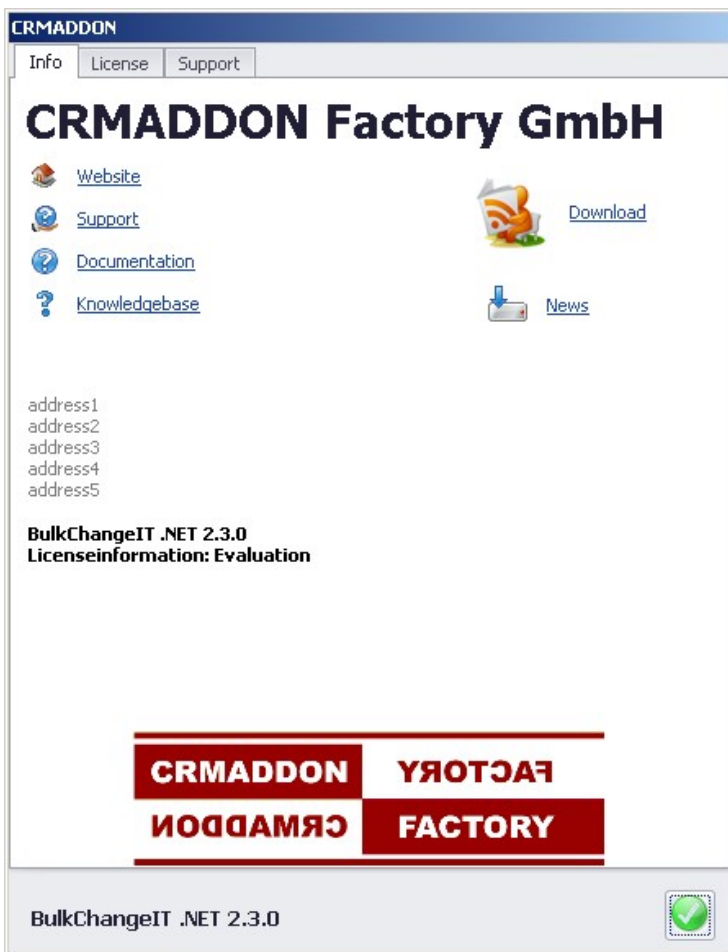 CRMADDON
Info License Support
CRMADDON Factory GmbH
Website
Support
Documentation
Knowledgebase
Download
News
address1
address2
address3
address4
address5
BulkChangeIT .NET 2.3.0
Licenseinformation: Evaluation
CRMADDON FACTORY
CRMADDON FACTORY
BulkChangeIT .NET 2.3.0